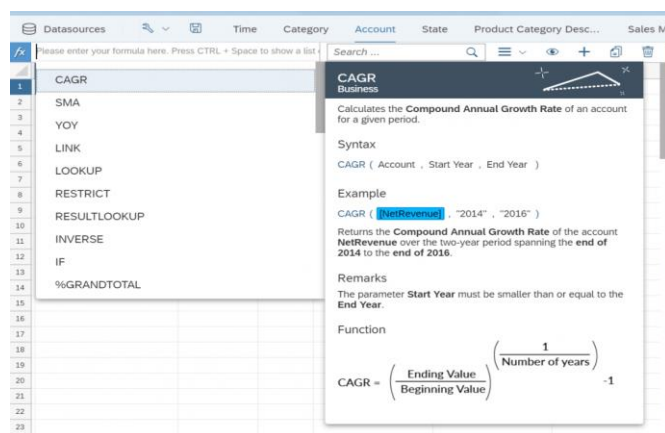 Datasources Time Category Account State Product Category Desc... Sales M
fx Please enter your formula here. Press CTRL + Space to show a list Search ...
CAGR
SMA
YOY
LINK
LOOKUP
RESTRICT
RESULTLOOKUP
INVERSE
IF
%GRANDTOTAL
1
2
3
4
5
6
7
8
9
10
11
12
13
14
15
16
17
18
19
20
21
22
23
CAGR
Business
Calculates the Compound Annual Growth Rate of an account
for a given period.
Syntax
CAGR ( Account , Start Year , End Year )
Example
CAGR ( [NetRevenue] , "2014" , "2016" )
Returns the Compound Annual Growth Rate of the account
NetRevenue over the two-year period spanning the end of
2014 to the end of 2016.
Remarks
The parameter Start Year must be smaller than or equal to the
End Year.
Function
CAGR = ( Ending Value / Beginning Value ) ( 1 / Number of years ) -1